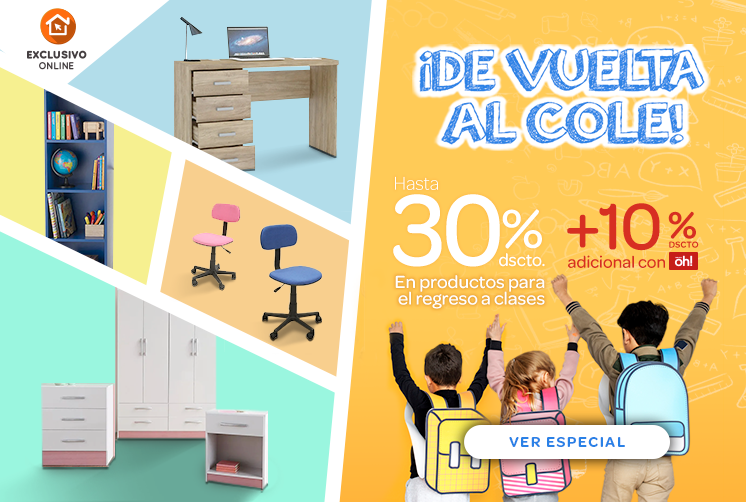 EXCLUSIVO
ONLINE
¡DE VUELTA
AL COLE!
Hasta
30%
dscto.
En productos para
el regreso a clases
+10%
DSCTO
adicional con oh!
VER ESPECIAL